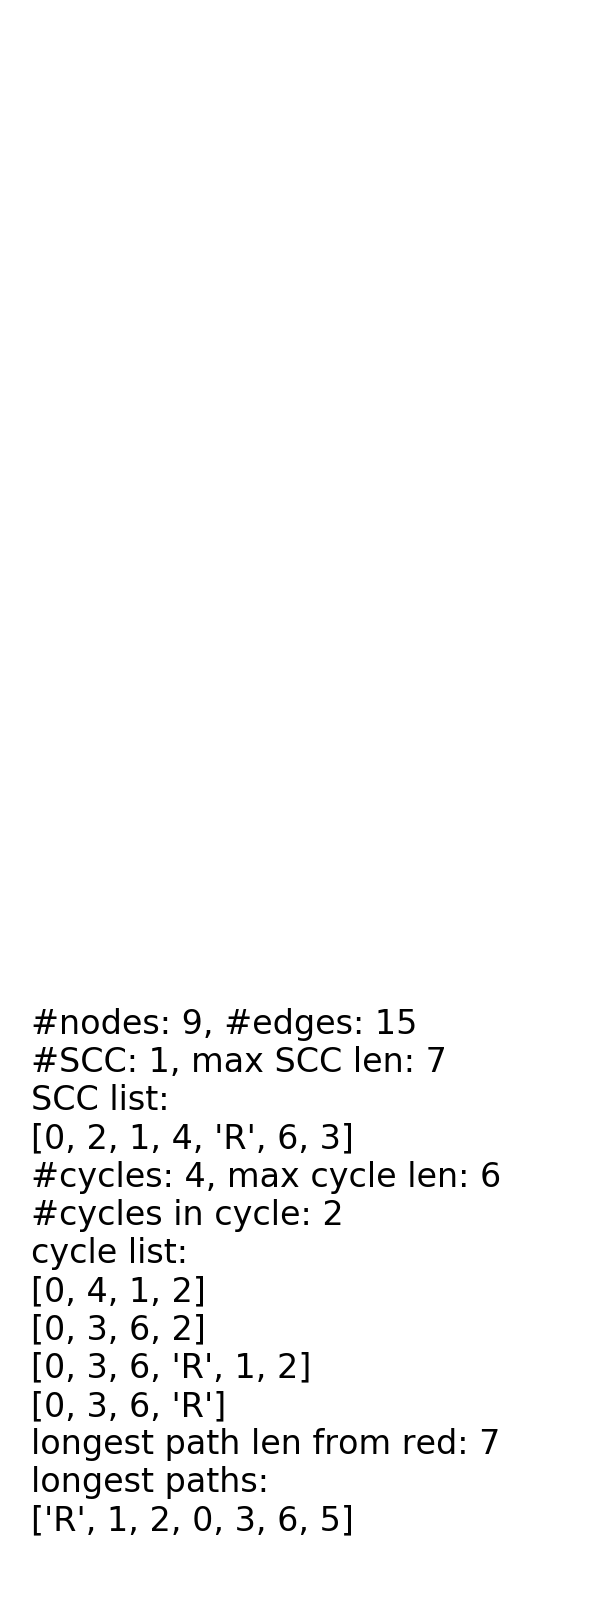 #nodes: 9, #edges: 15
#SCC: 1, max SCC len: 7
SCC list:
[0, 2, 1, 4, 'R', 6, 3]
#cycles: 4, max cycle len: 6
#cycles in cycle: 2
cycle list:
[0, 4, 1, 2]
[0, 3, 6, 2]
[0, 3, 6, 'R', 1, 2]
[0, 3, 6, 'R']
longest path len from red: 7
longest paths:
['R', 1, 2, 0, 3, 6, 5]